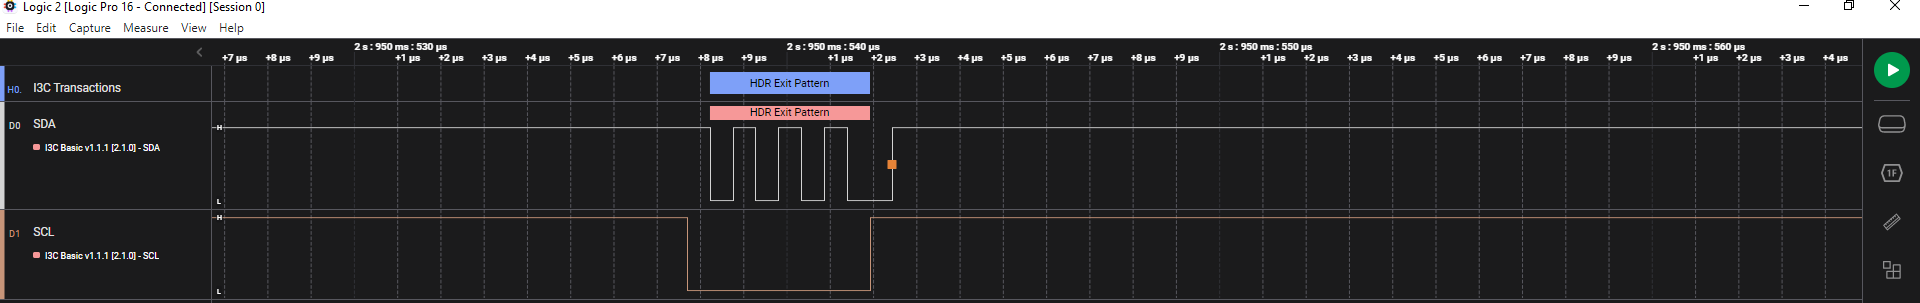 Logic 2 [Logic Pro 16 - Connected] [Session 0]
File Edit Capture Measure View Help
2 s : 950 ms : 530 µs 2 s : 950 ms : 540 µs 2 s : 950 ms : 550 µs 2 s : 950 ms : 560 µs
+7 µs +8 µs +9 µs +1 µs +2 µs +3 µs +4 µs +5 µs +6 µs +7 µs +8 µs +9 µs +1 µs +2 µs +3 µs +4 µs +5 µs +6 µs +7 µs +8 µs +9 µs +1 µs +2 µs +3 µs +4 µs +5 µs +6 µs +7 µs +8 µs +9 µs +1 µs +2 µs +3 µs +4 µs
H0. I3C Transactions HDR Exit Pattern
HDR Exit Pattern
D0 SDA H
I3C Basic v1.1.1 [2.1.0] - SDA
L
1F
H
D1 SCL
I3C Basic v1.1.1 [2.1.0] - SCL
L